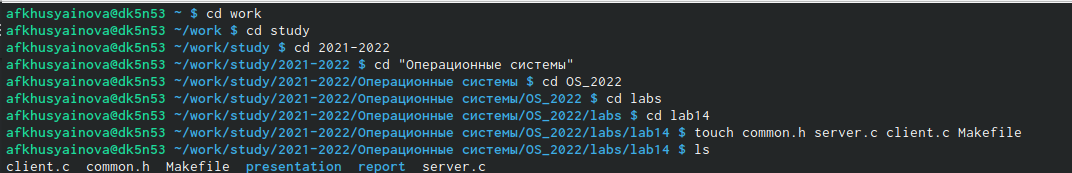 afkhusyainova@dk5n53 ~ $ cd work
afkhusyainova@dk5n53 ~/work $ cd study
afkhusyainova@dk5n53 ~/work/study $ cd 2021-2022
afkhusyainova@dk5n53 ~/work/study/2021-2022 $ cd "Операционные системы"
afkhusyainova@dk5n53 ~/work/study/2021-2022/Операционные системы $ cd OS_2022
afkhusyainova@dk5n53 ~/work/study/2021-2022/Операционные системы/OS_2022 $ cd labs
afkhusyainova@dk5n53 ~/work/study/2021-2022/Операционные системы/OS_2022/labs $ cd lab14
afkhusyainova@dk5n53 ~/work/study/2021-2022/Операционные системы/OS_2022/labs/lab14 $ touch common.h server.c client.c Makefile
afkhusyainova@dk5n53 ~/work/study/2021-2022/Операционные системы/OS_2022/labs/lab14 $ ls
client.c  common.h  Makefile  presentation  report  server.c